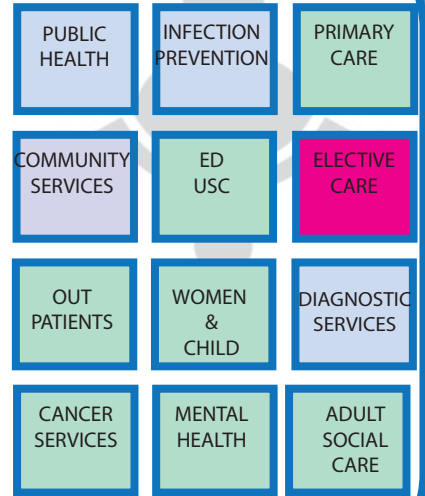 PUBLIC
HEALTH
INFECTION
PREVENTION
PRIMARY
CARE
COMMUNITY
SERVICES
ED
USC
ELECTIVE
CARE
OUT
PATIENTS
WOMEN
&
CHILD
DIAGNOSTIC
SERVICES
CANCER
SERVICES
MENTAL
HEALTH
ADULT
SOCIAL
CARE